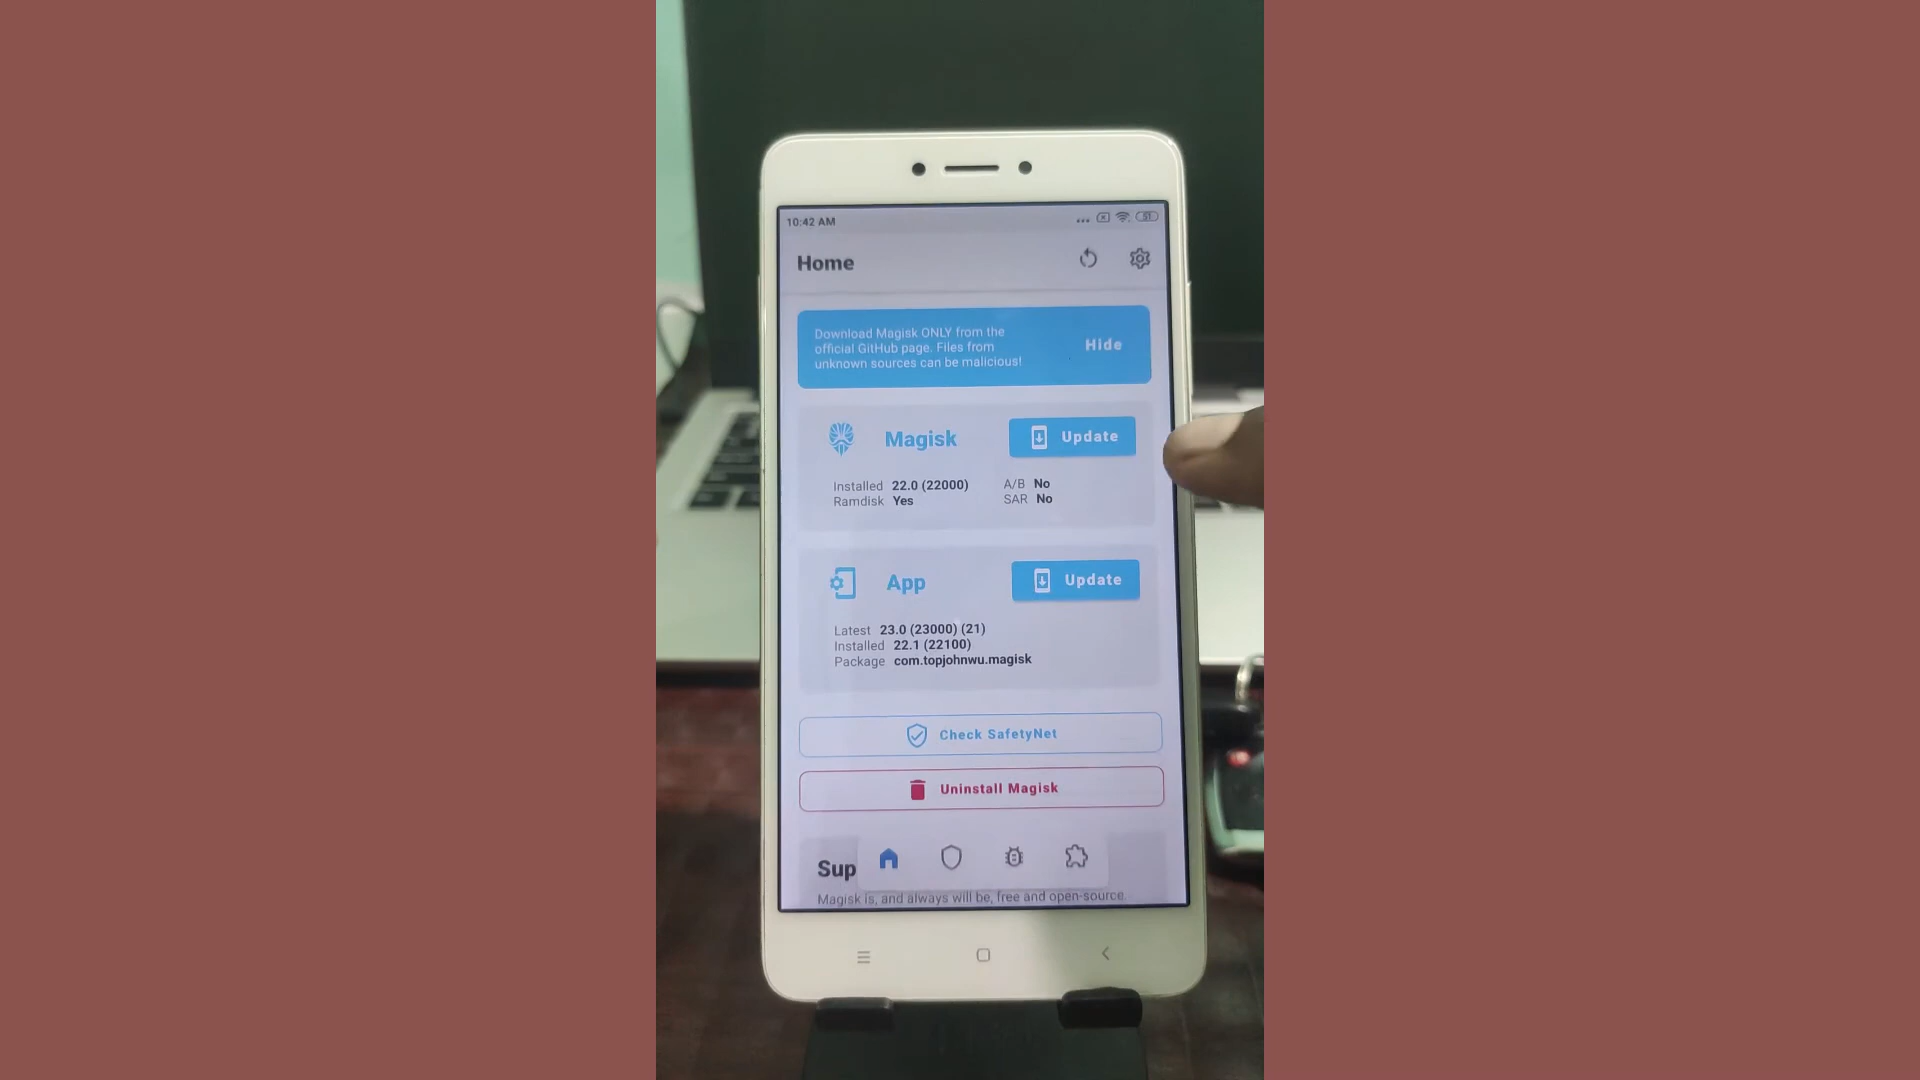 10:42 AM
51
Home
Download Magisk ONLY from the
official GitHub page. Files from
unknown sources can be malicious!
Hide
Magisk
Update
Installed 22.0 (22000)
A/B No
Ramdisk Yes
SAR No
App
Update
Latest 23.0 (23000) (21)
Installed 22.1 (22100)
Package com.topjohnwu.magisk
Check SafetyNet
Uninstall Magisk
Sup
Magisk is, and always will be, free and open-source.